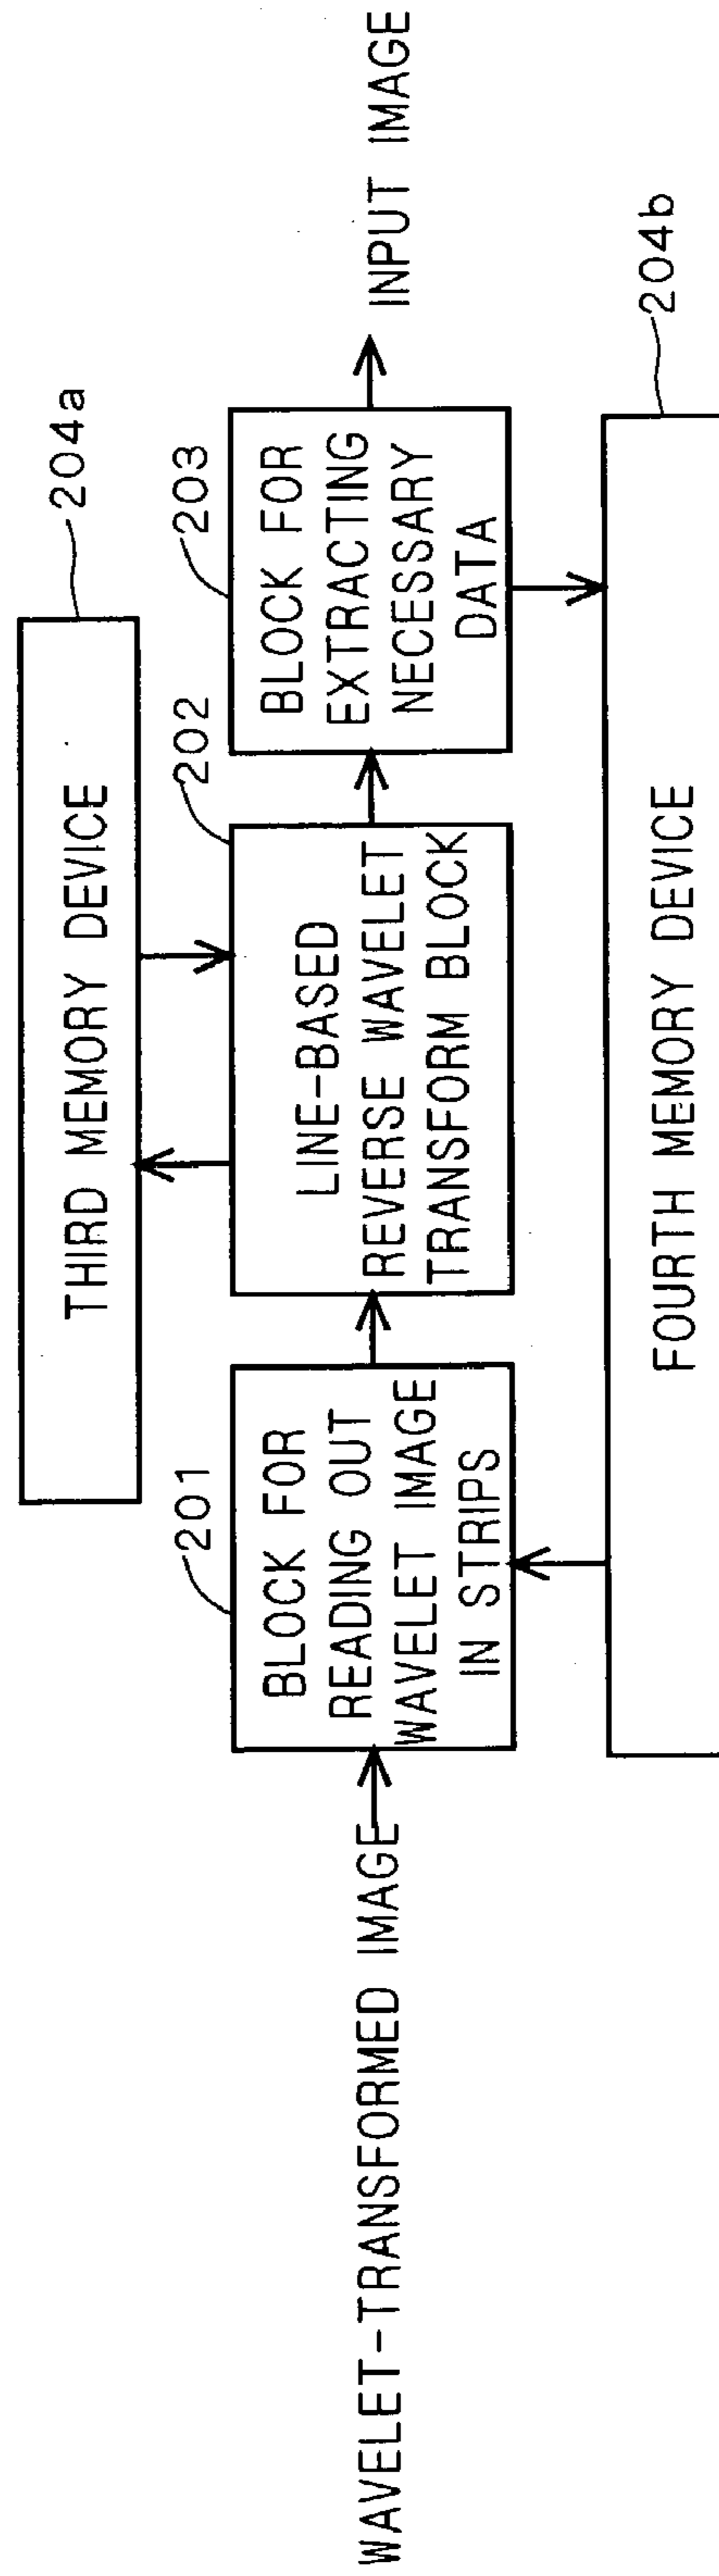 204a
THIRD MEMORY DEVICE
201
202
203
WAVELET-TRANSFORMED IMAGE
BLOCK FOR
READING OUT
WAVELET IMAGE
IN STRIPS
LINE-BASED
REVERSE WAVELET
TRANSFORM BLOCK
BLOCK FOR
EXTRACTING
NECESSARY
DATA
INPUT IMAGE
FOURTH MEMORY DEVICE
204b